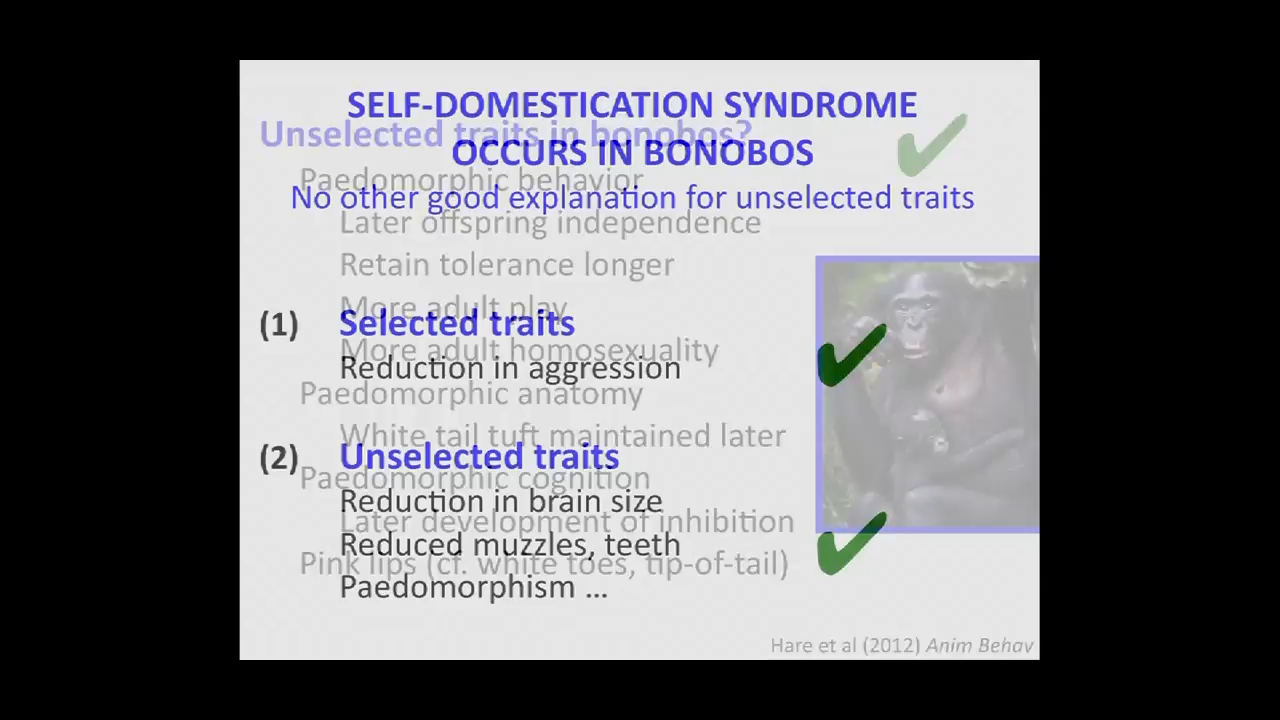 SELF-DOMESTICATION SYNDROME
OCCURS IN BONOBOS
No other good explanation for unselected traits
(1) Selected traits
Reduction in aggression
(2) Unselected traits
Reduction in brain size
Reduced muzzles, teeth
Paedomorphism ...
Unselected traits in bonobos?
Paedomorphic behavior
Later offspring independence
Retain tolerance longer
More adult play
More adult homosexuality
Paedomorphic anatomy
White tail tuft maintained later
Paedomorphic cognition
Later development of inhibition
Pink lips (cf. white toes, tip-of-tail)
Hare et al (2012) Anim Behav